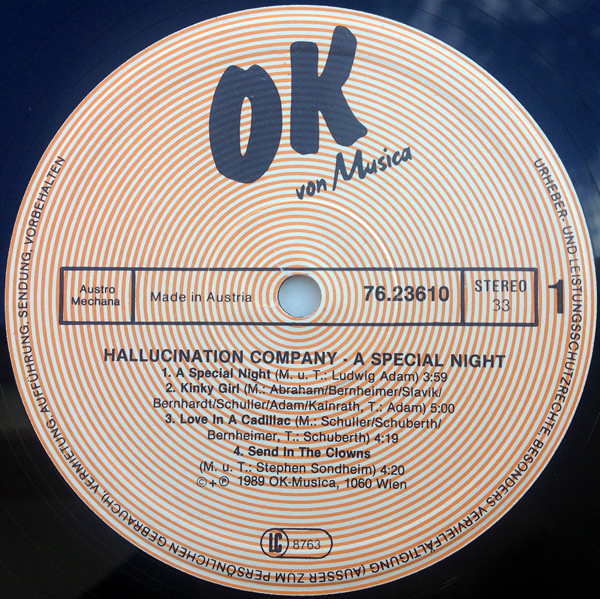 OK
von Musica
Austro
Mechana
Made in Austria
76.23610
STEREO
33
1
HALLUCINATION COMPANY - A SPECIAL NIGHT
1. A Special Night (M. u. T.: Ludwig Adam) 3:59
2. Kinky Girl (M.: Abraham/Bernheimer/Slavik/
Bernhardt/Schuller/Adam/Kainrath, T.: Adam) 5:00
3. Love In A Cadillac (M.: Schuller/Schuberth/
Bernheimer, T.: Schuberth) 4:19
4. Send In The Clowns
(M. u. T.: Stephen Sondheim) 4:20
©+℗ 1989 OK-Musica, 1060 Wien
LC 8763
URHEBER- UND LEISTUNGSSCHUTZRECHTE BESONDERS VERVIELFÄLTIGUNG (AUSSER ZUM PERSÖNLICHEN GEBRAUCH) VERMIETUNG AUFFÜHRUNG, SENDUNG, VORBEHALTEN